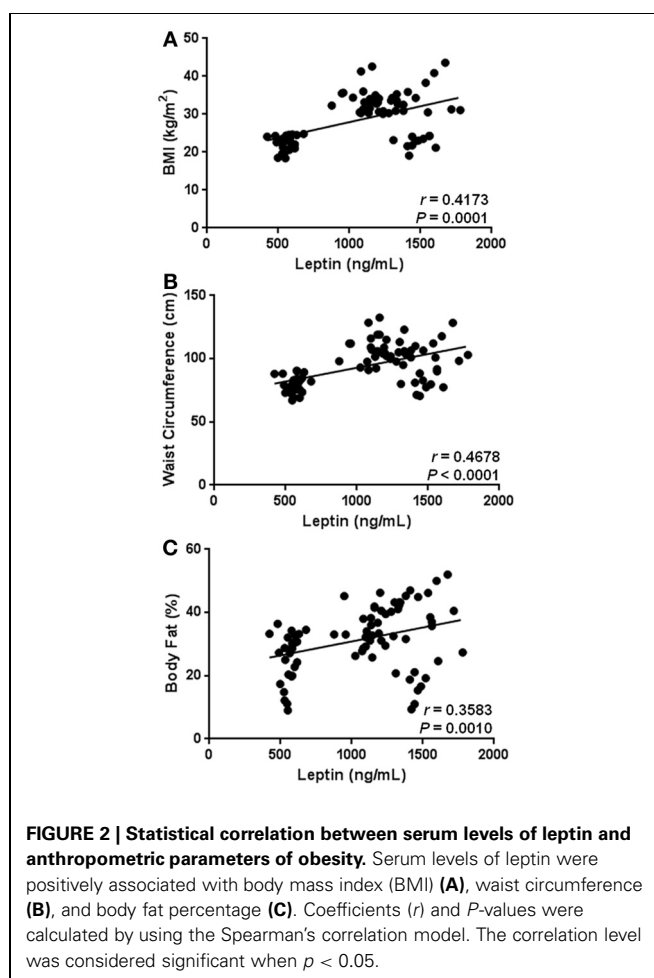 A
50
40
30
20
10
0
BMI (kg/m²)
r = 0.4173
P = 0.0001
0 500 1000 1500 2000
Leptin (ng/mL)
B
150
100
50
0
Waist Circumference (cm)
r = 0.4678
P < 0.0001
0 500 1000 1500 2000
Leptin (ng/mL)
C
60
40
20
0
Body Fat (%)
r = 0.3583
P = 0.0010
0 500 1000 1500 2000
Leptin (ng/mL)
FIGURE 2 | Statistical correlation between serum levels of leptin and
anthropometric parameters of obesity. Serum levels of leptin were
positively associated with body mass index (BMI) (A), waist circumference
(B), and body fat percentage (C). Coefficients (r) and P-values were
calculated by using the Spearman's correlation model. The correlation level
was considered significant when p < 0.05.